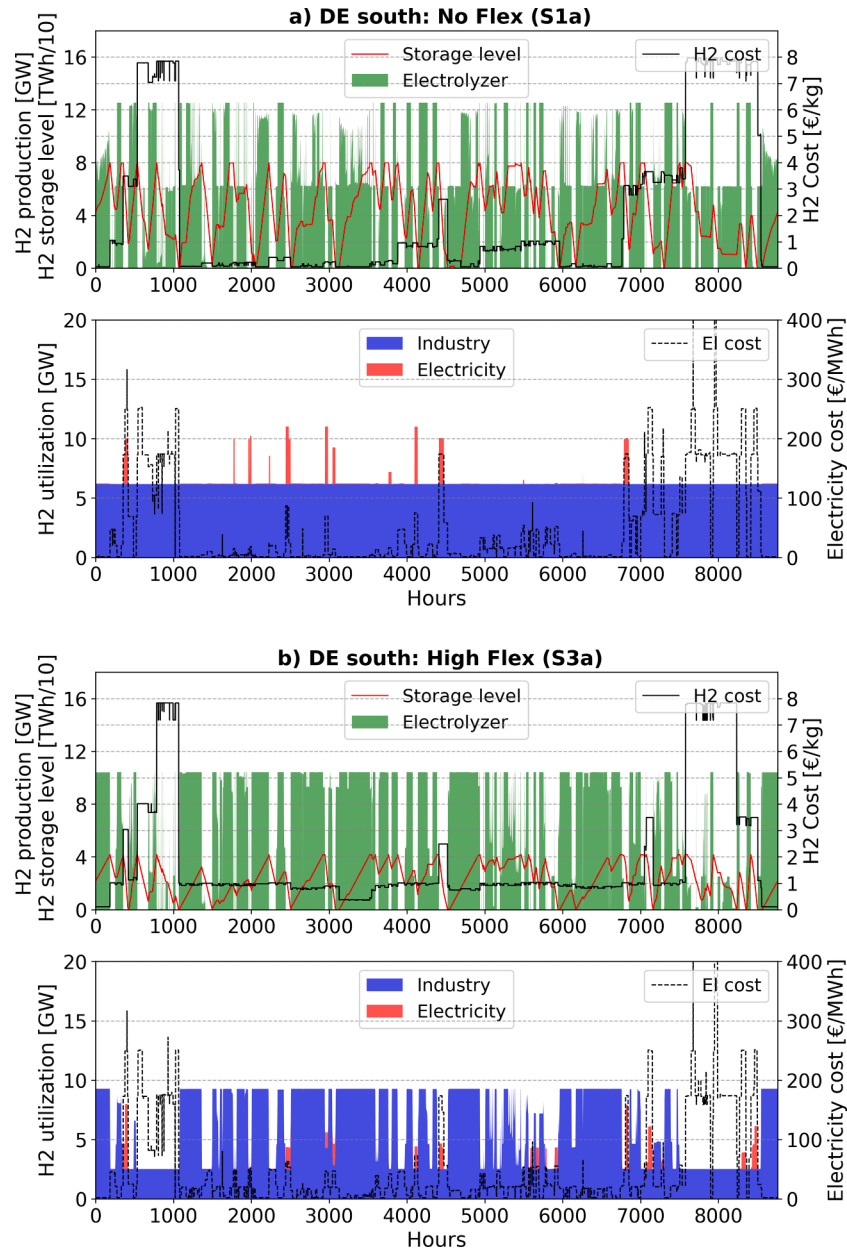 a) DE south: No Flex (S1a)
H2 production [GW]
H2 storage level [TWh/10]
16
12
8
4
0
Storage level
Electrolyzer
H2 cost
8
7
6
5
4
3
2
1
0
H2 Cost [€/kg]
0 1000 2000 3000 4000 5000 6000 7000 8000
H2 utilization [GW]
20
15
10
5
0
Industry
Electricity
El cost
400
300
200
100
0
Electricity cost [€/MWh]
0 1000 2000 3000 4000 5000 6000 7000 8000
Hours
b) DE south: High Flex (S3a)
H2 production [GW]
H2 storage level [TWh/10]
16
12
8
4
0
Storage level
Electrolyzer
H2 cost
8
7
6
5
4
3
2
1
0
H2 Cost [€/kg]
0 1000 2000 3000 4000 5000 6000 7000 8000
H2 utilization [GW]
20
15
10
5
0
Industry
Electricity
El cost
400
300
200
100
0
Electricity cost [€/MWh]
0 1000 2000 3000 4000 5000 6000 7000 8000
Hours